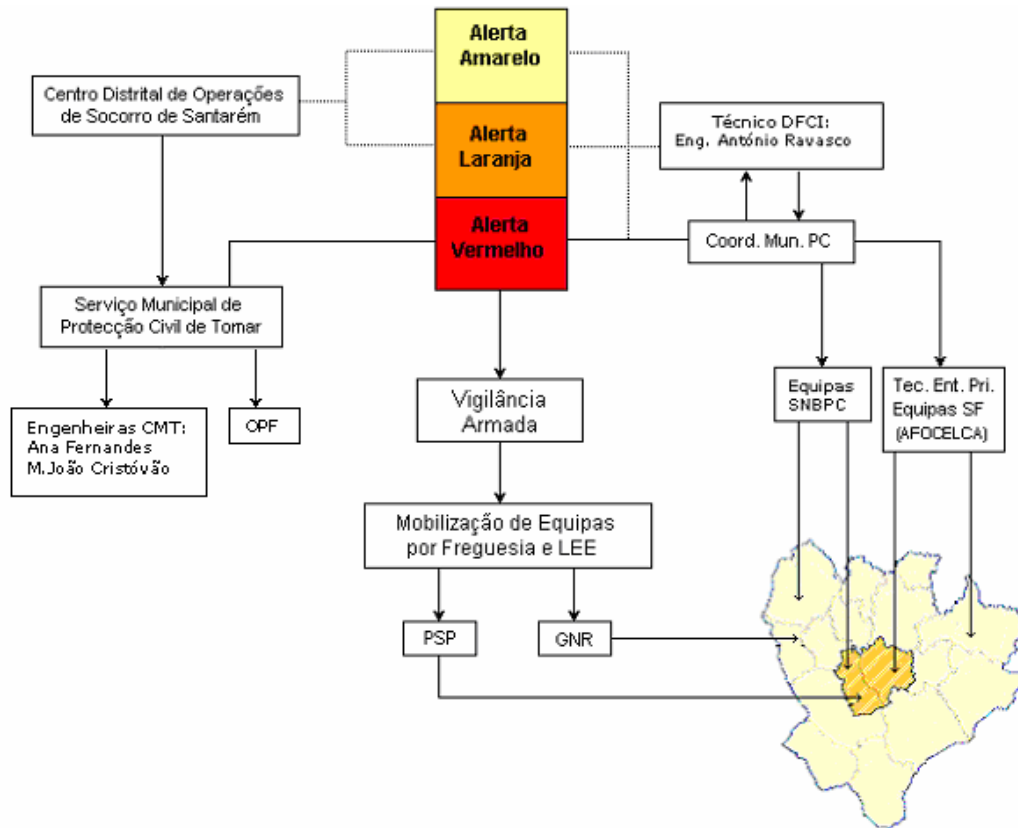 Alerta
Amarelo
Centro Distrital de Operações
de Socorro de Santarém
Alerta
Laranja
Técnico DFCI:
Eng. António Ravasco
Alerta
Vermelho
Coord. Mun. PC
Serviço Municipal de
Protecção Civil de Tomar
Engenheiras CMT:
Ana Fernandes
M.João Cristóvão
OPF
Vigilância
Armada
Equipas
SNBPC
Tec. Ent. Pri.
Equipas SF
(AFOCELCA)
Mobilização de Equipas
por Freguesia e LEE
PSP
GNR